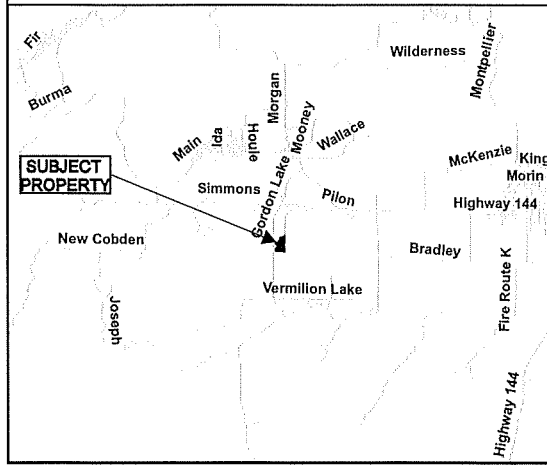 Fir
Wilderness
Montpellier
Burma
Morgan
Mooney
Main
Ida
Houle
Wallace
McKenzie
King
Morin
SUBJECT
PROPERTY
Simmons
Gordon Lake
Pilon
Highway 144
New Cobden
Bradley
Fire Route K
Vermilion Lake
Joseph
Highway 144